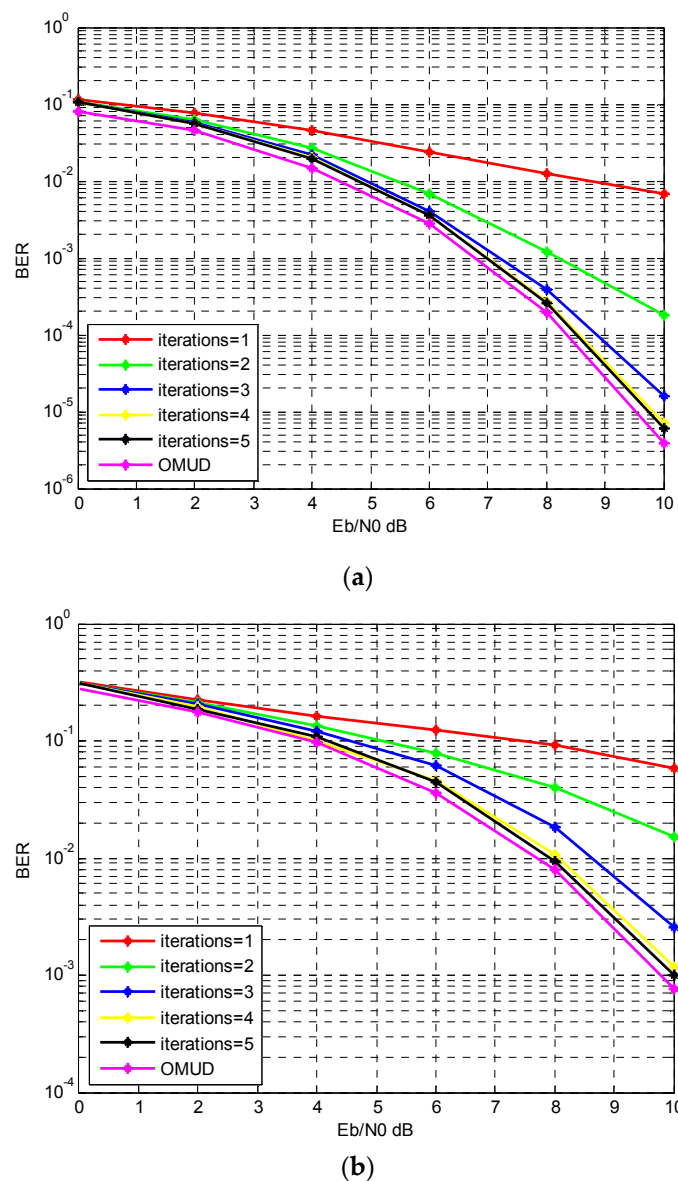 10^0
10^-1
10^-2
10^-3
10^-4
10^-5
10^-6
BER
iterations=1
iterations=2
iterations=3
iterations=4
iterations=5
OMUD
0 1 2 3 4 5 6 7 8 9 10
Eb/N0 dB
(a)
10^0
10^-1
10^-2
10^-3
10^-4
BER
iterations=1
iterations=2
iterations=3
iterations=4
iterations=5
OMUD
0 1 2 3 4 5 6 7 8 9 10
Eb/N0 dB
(b)